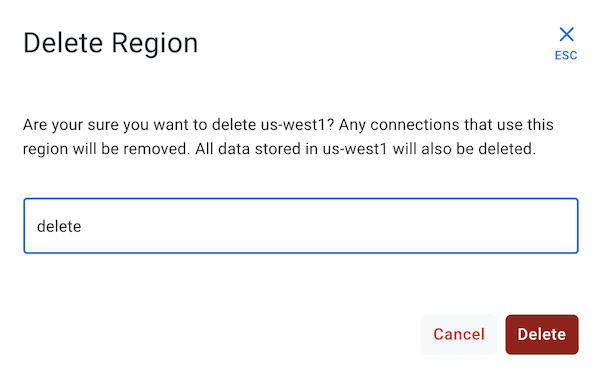 Delete Region
ESC
Are your sure you want to delete us-west1? Any connections that use this
region will be removed. All data stored in us-west1 will also be deleted.
delete
Cancel
Delete